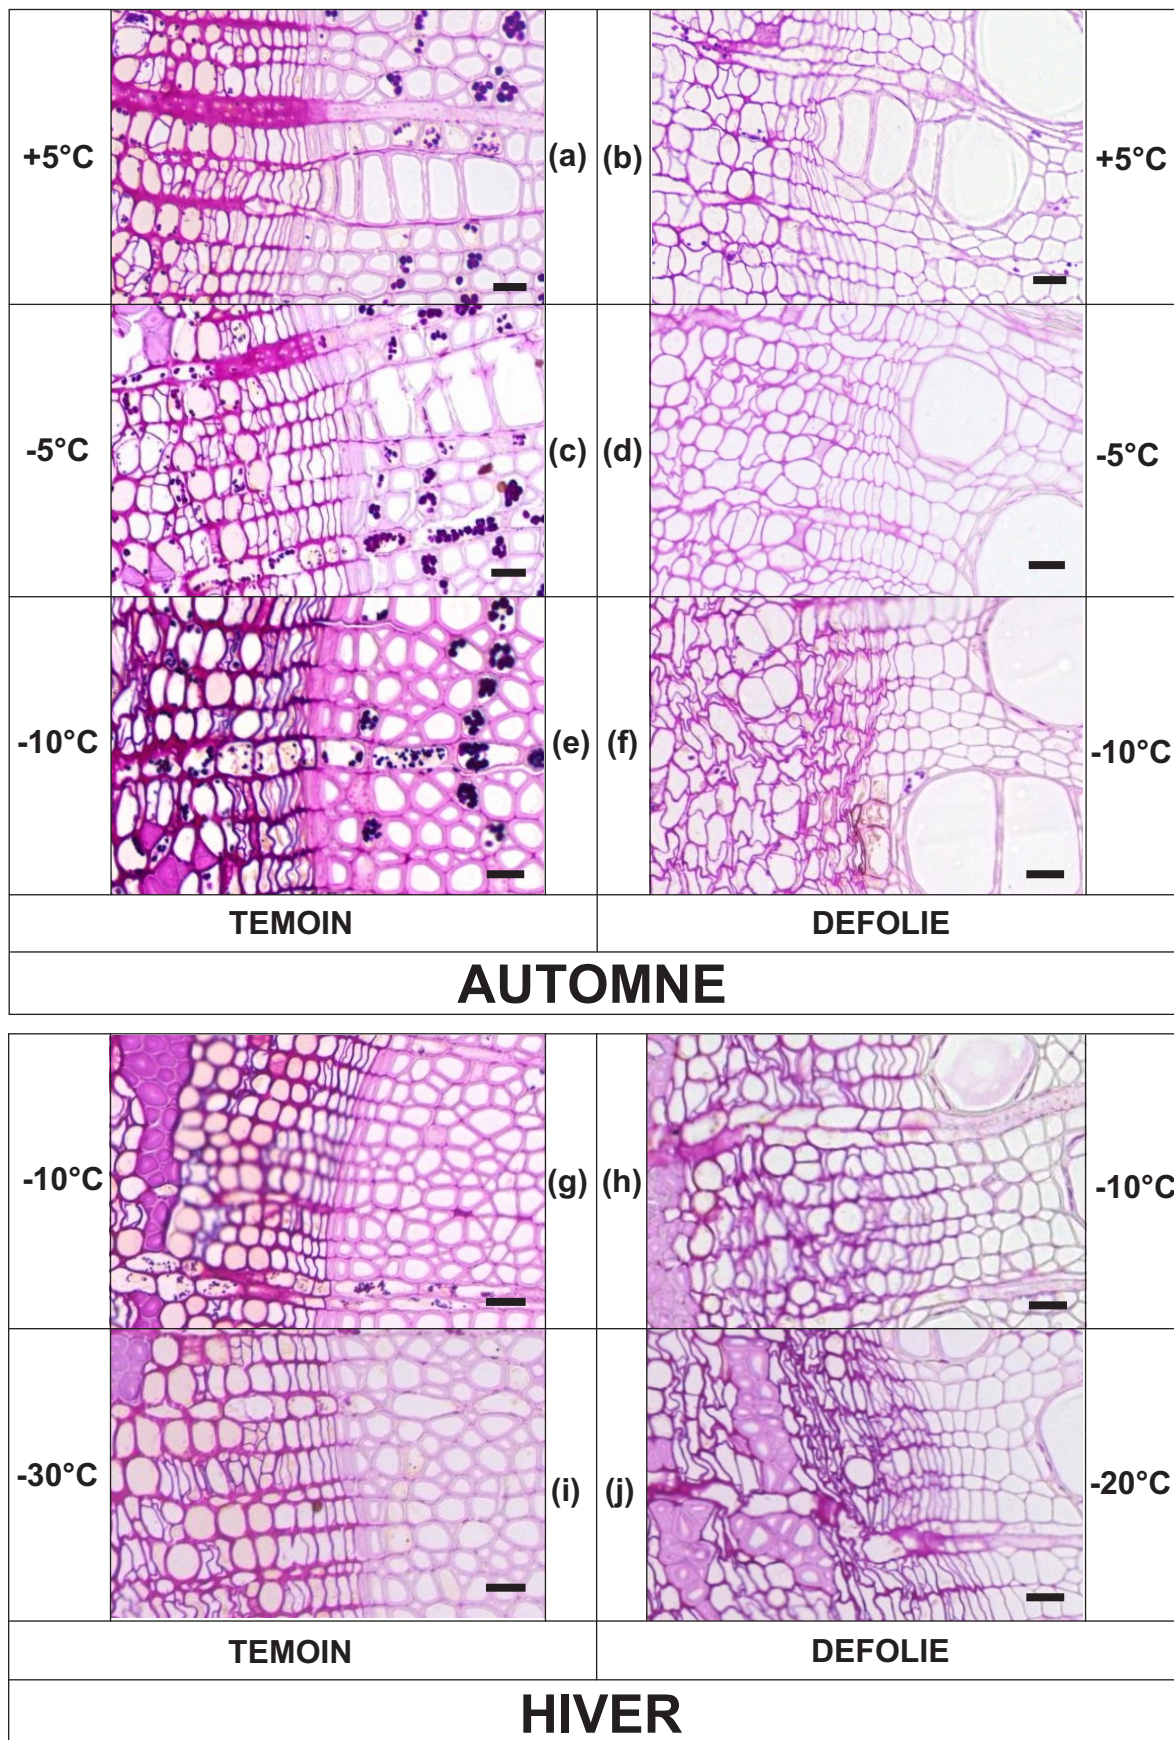 +5°C (a) (b) +5°C
-5°C (c) (d) -5°C
-10°C (e) (f) -10°C
TEMOIN DEFOLIE
AUTOMNE
-10°C (g) (h) -10°C
-30°C (i) (j) -20°C
TEMOIN DEFOLIE
HIVER